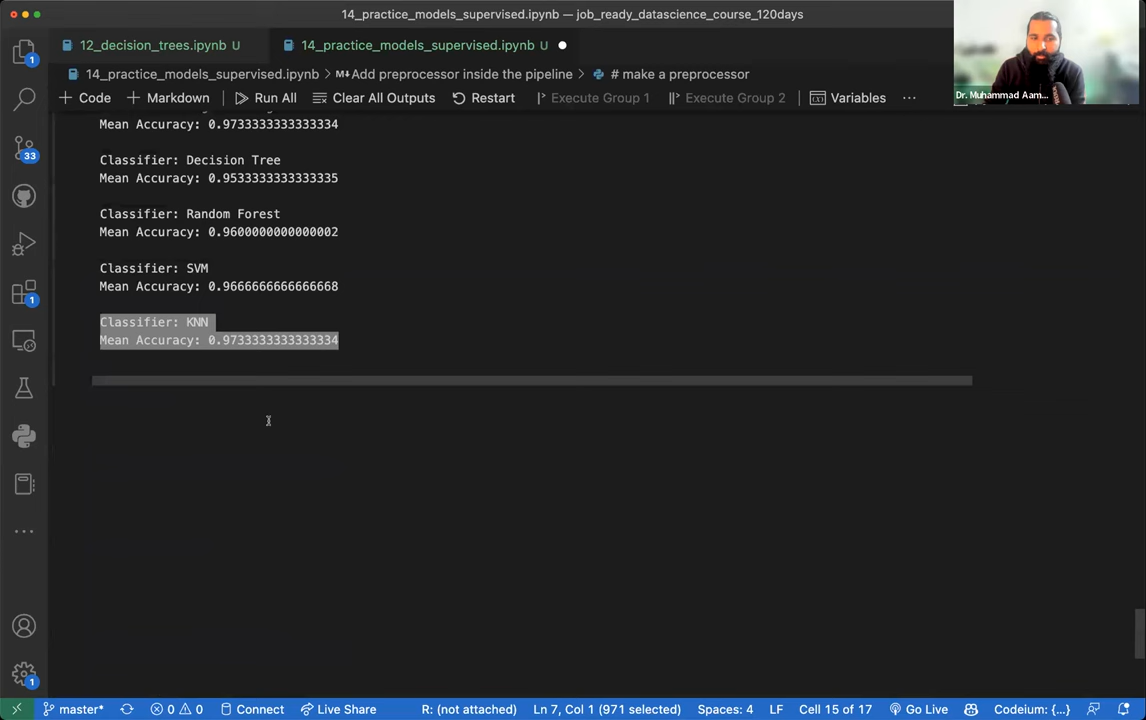 14_practice_models_supervised.ipynb — job_ready_datascience_course_120days
12_decision_trees.ipynb U
14_practice_models_supervised.ipynb U
14_practice_models_supervised.ipynb > M↓Add preprocessor inside the pipeline > # make a preprocessor
+ Code + Markdown Run All Clear All Outputs Restart Execute Group 1 Execute Group 2 Variables ...
Mean Accuracy: 0.9733333333333334
Classifier: Decision Tree
Mean Accuracy: 0.9533333333333335
Classifier: Random Forest
Mean Accuracy: 0.9600000000000002
Classifier: SVM
Mean Accuracy: 0.9666666666666668
Classifier: KNN
Mean Accuracy: 0.9733333333333334
Dr. Muhammad Aam...
1
33
1
1
master* 0 0 Connect Live Share R: (not attached) Ln 7, Col 1 (971 selected) Spaces: 4 LF Cell 15 of 17 Go Live Codeium: {...}